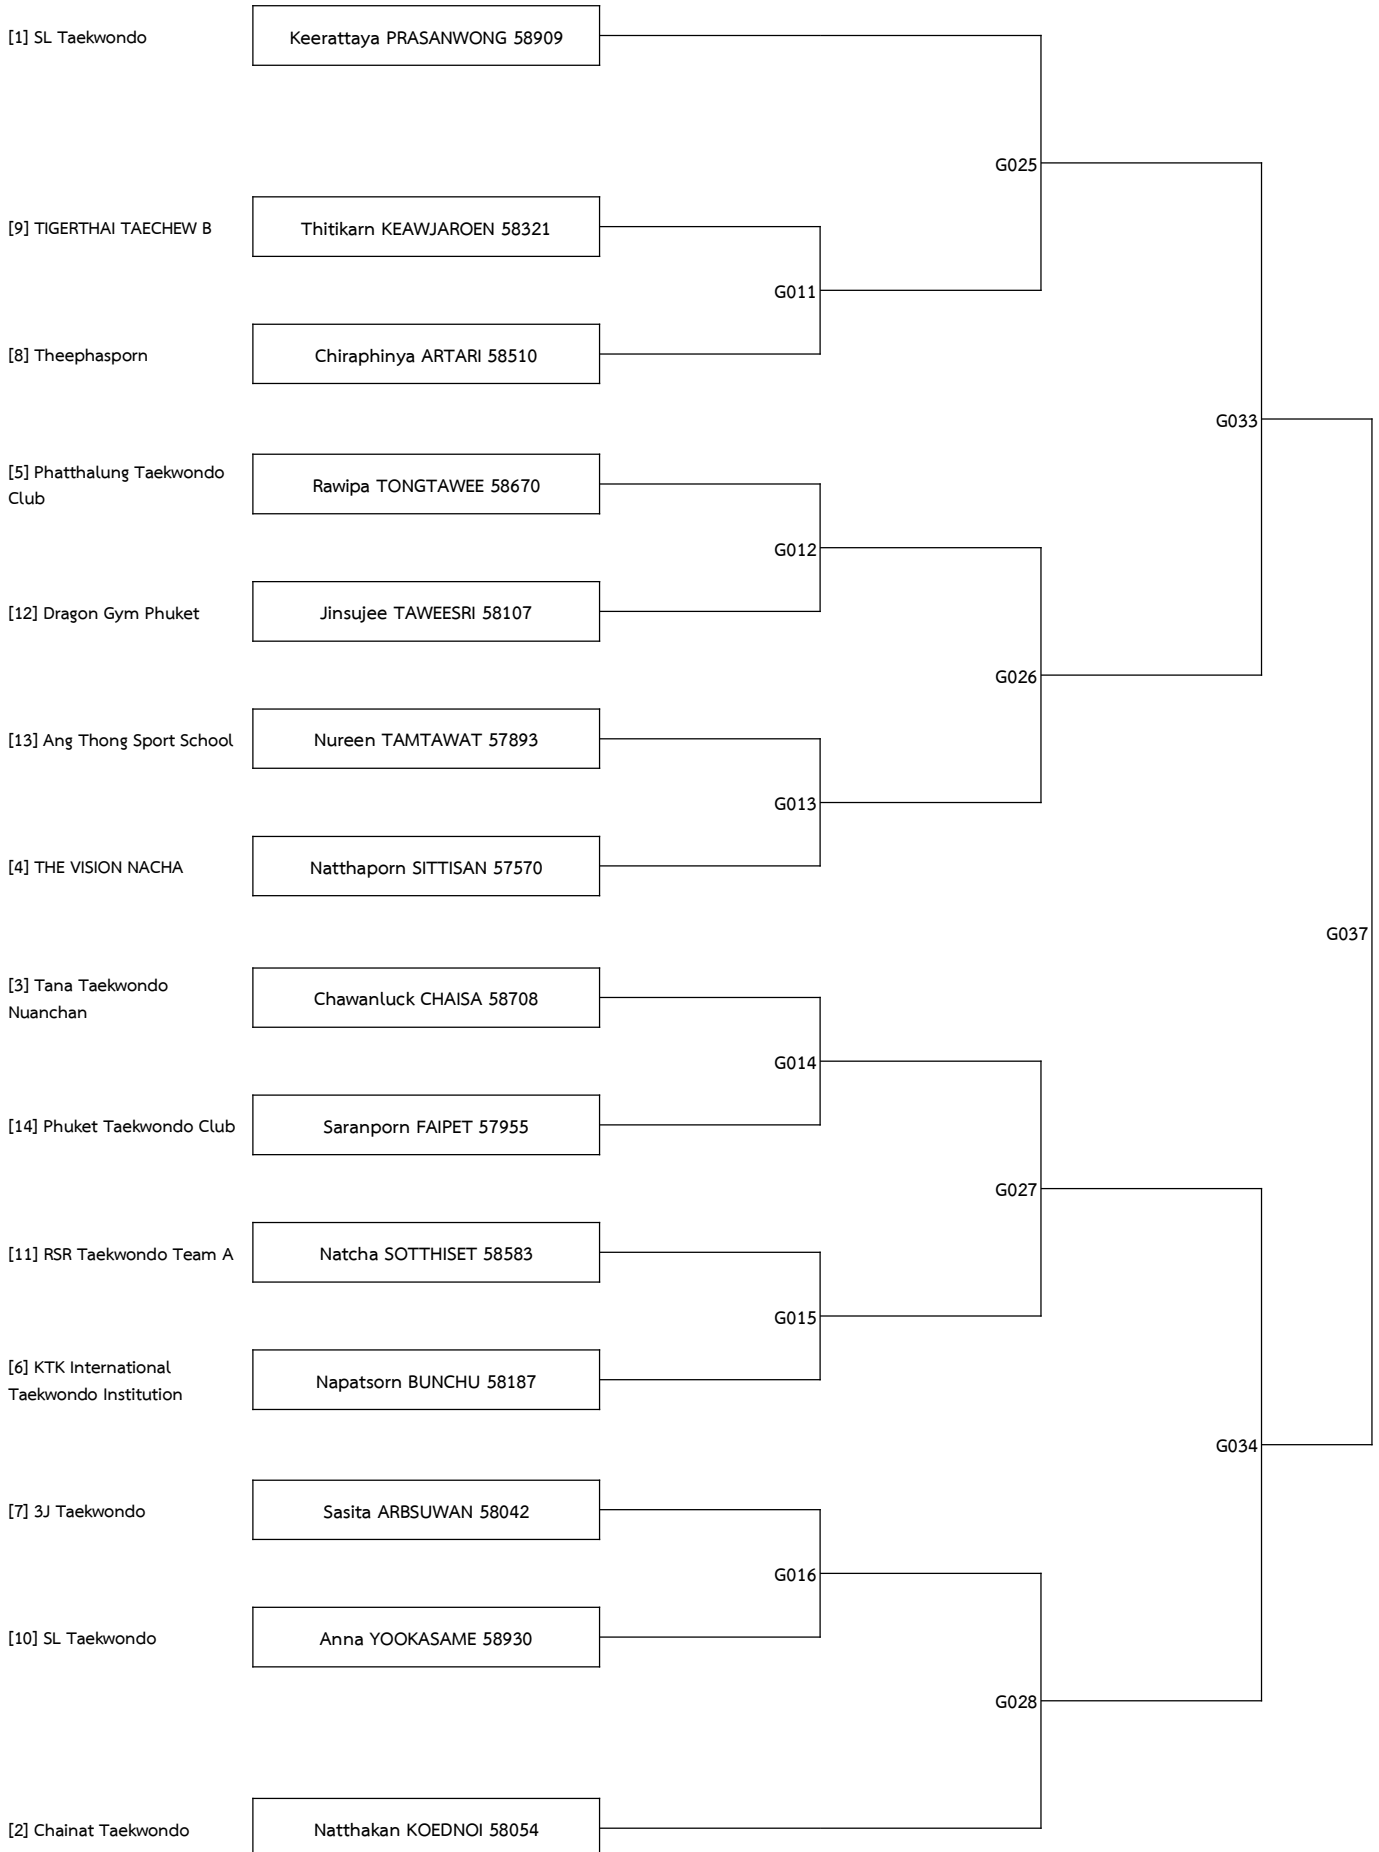 [1] SL Taekwondo
Keerattaya PRASANWONG 58909
G025
[9] TIGERTHAI TAECHEW B
Thitikarn KEAWJAROEN 58321
G011
[8] Theephasporn
Chiraphinya ARTARI 58510
G033
[5] Phatthalung Taekwondo
Club
Rawipa TONGTAWEE 58670
G012
[12] Dragon Gym Phuket
Jinsujee TAWEESRI 58107
G026
[13] Ang Thong Sport School
Nureen TAMTAWAT 57893
G013
[4] THE VISION NACHA
Natthaporn SITTISAN 57570
G037
[3] Tana Taekwondo
Nuanchan
Chawanluck CHAISA 58708
G014
[14] Phuket Taekwondo Club
Saranporn FAIPET 57955
G027
[11] RSR Taekwondo Team A
Natcha SOTTHISET 58583
G015
[6] KTK International
Taekwondo Institution
Napatsorn BUNCHU 58187
G034
[7] 3J Taekwondo
Sasita ARBSUWAN 58042
G016
[10] SL Taekwondo
Anna YOOKASAME 58930
G028
[2] Chainat Taekwondo
Natthakan KOEDNOI 58054